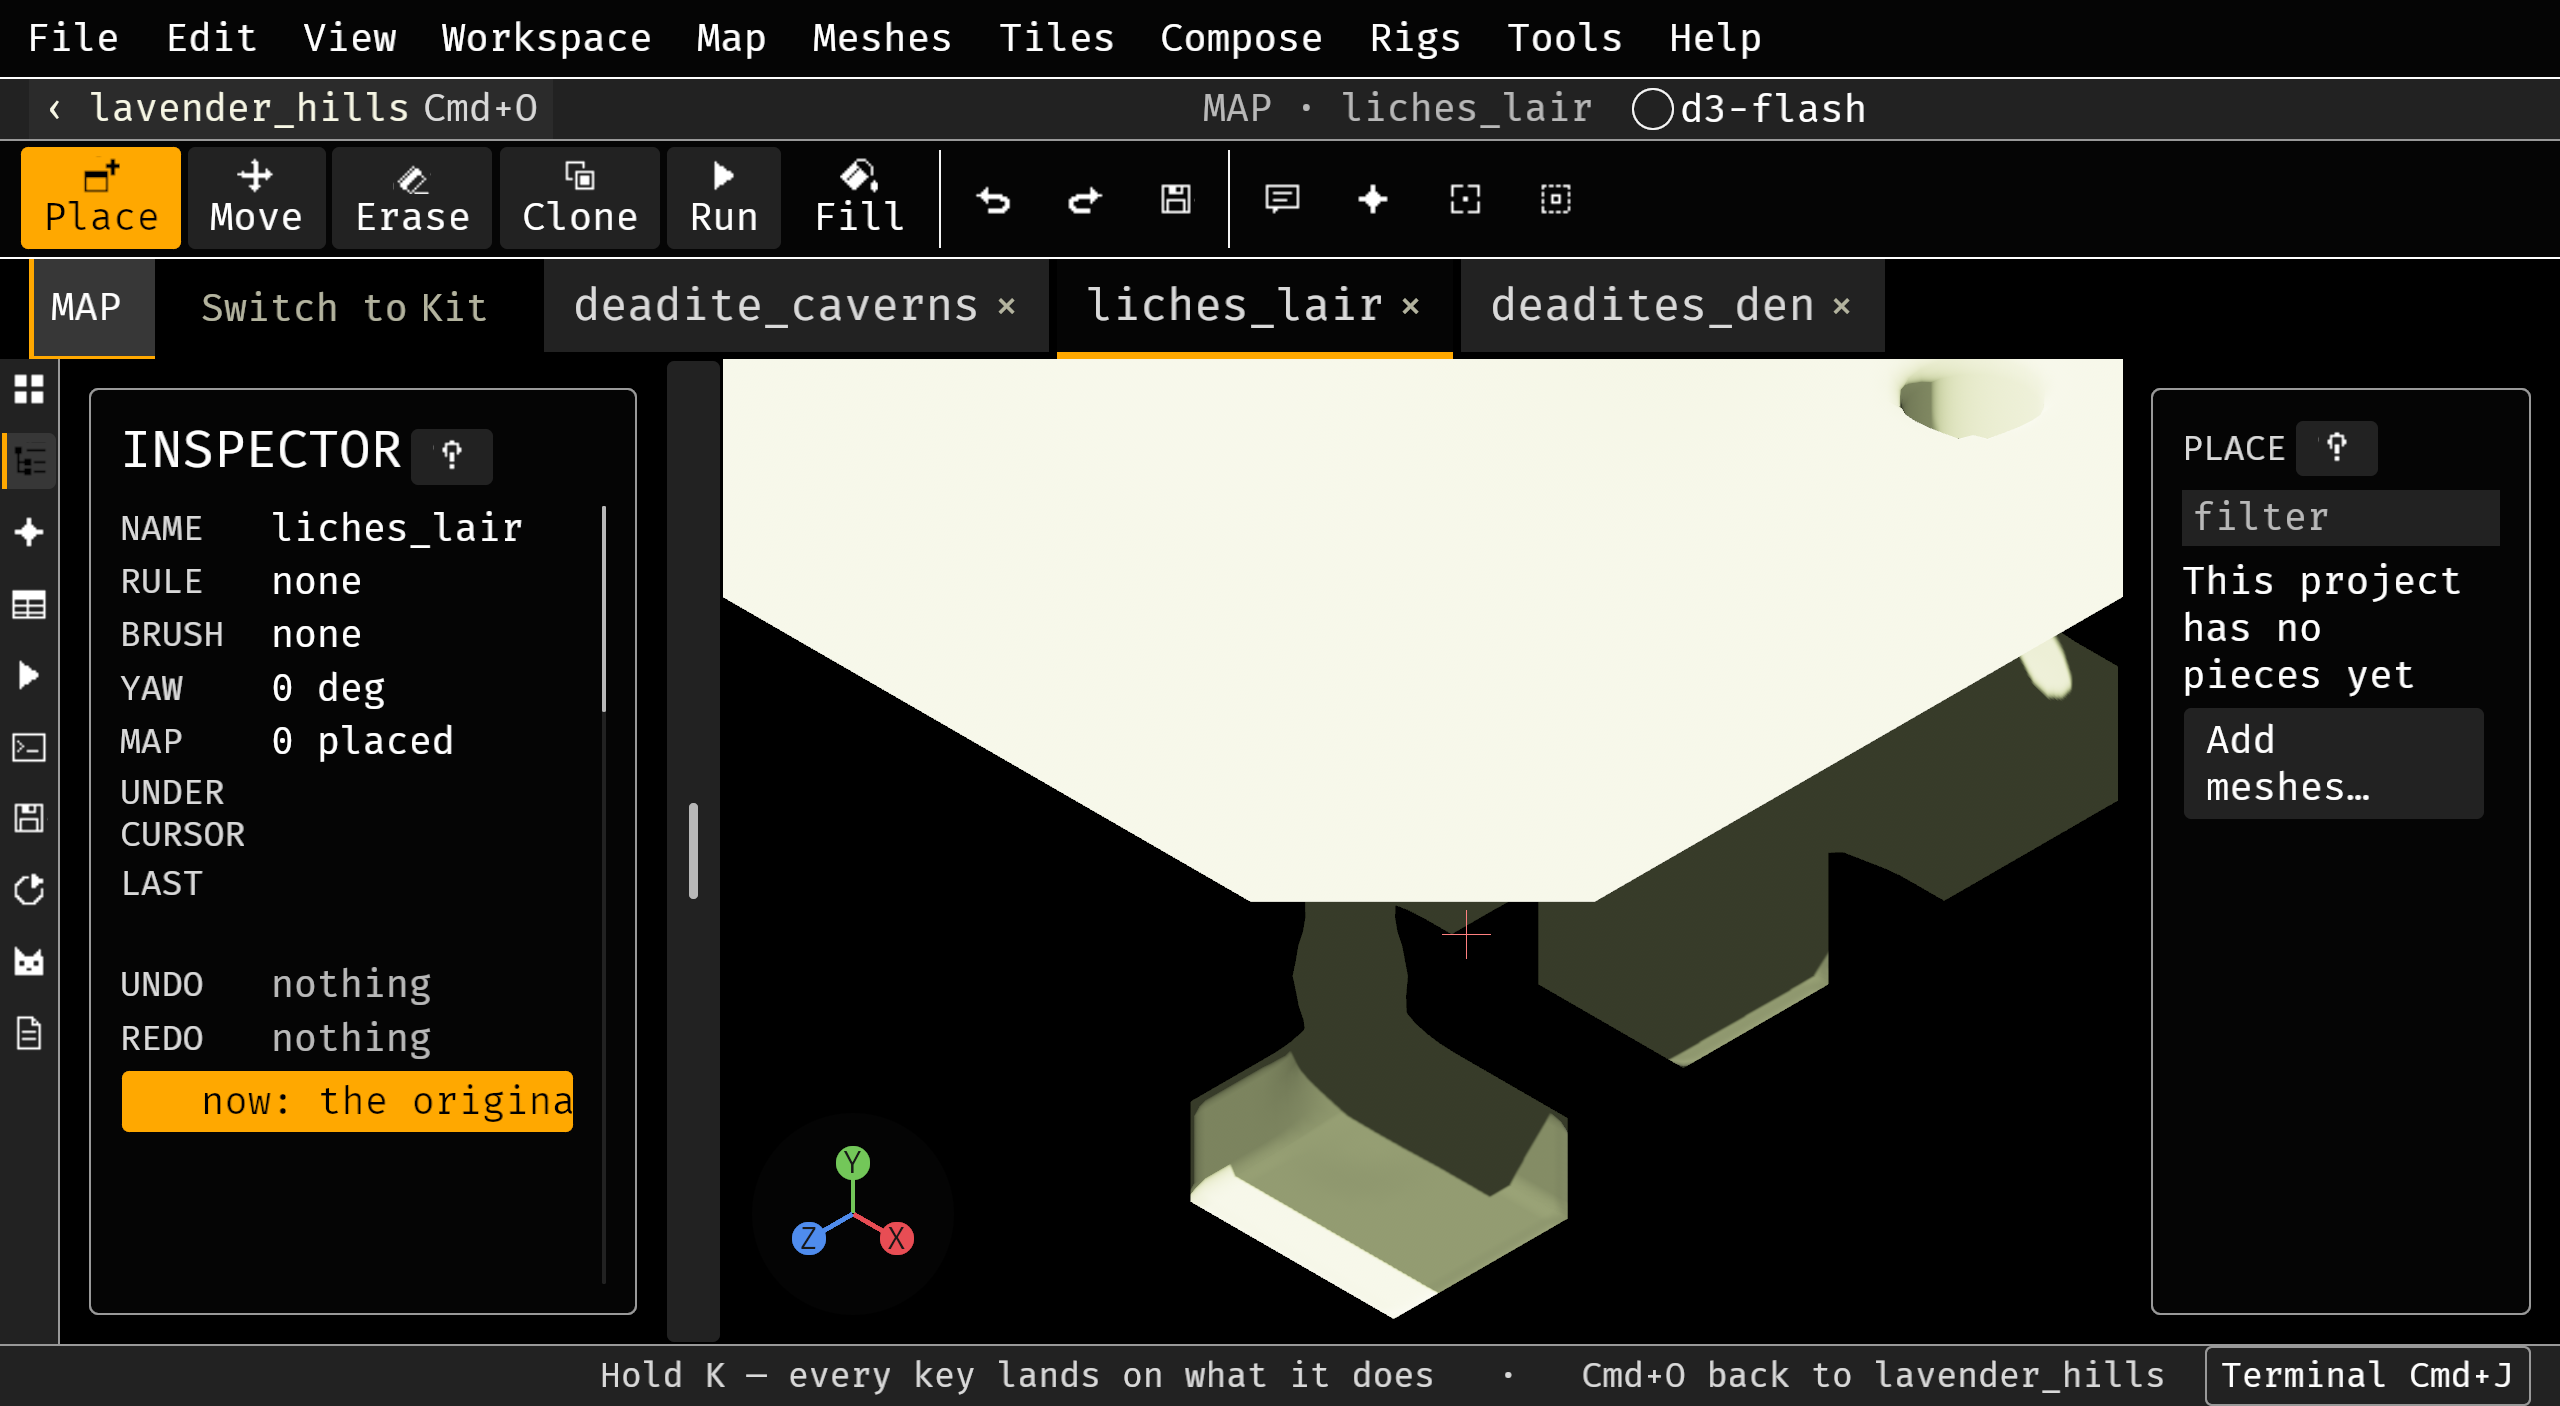 File Edit View Workspace Map Meshes Tiles Compose Rigs Tools Help
‹ lavender_hills Cmd+O MAP · liches_lair d3-flash
Place Move Erase Clone Run Fill
MAP Switch to Kit deadite_caverns × liches_lair × deadites_den ×
INSPECTOR
NAME liches_lair
RULE none
BRUSH none
YAW 0 deg
MAP 0 placed
UNDER
CURSOR
LAST
UNDO nothing
REDO nothing
now: the origina
Y
Z X
PLACE
filter
This project
has no
pieces yet
Add
meshes…
Hold K — every key lands on what it does · Cmd+O back to lavender_hills Terminal Cmd+J